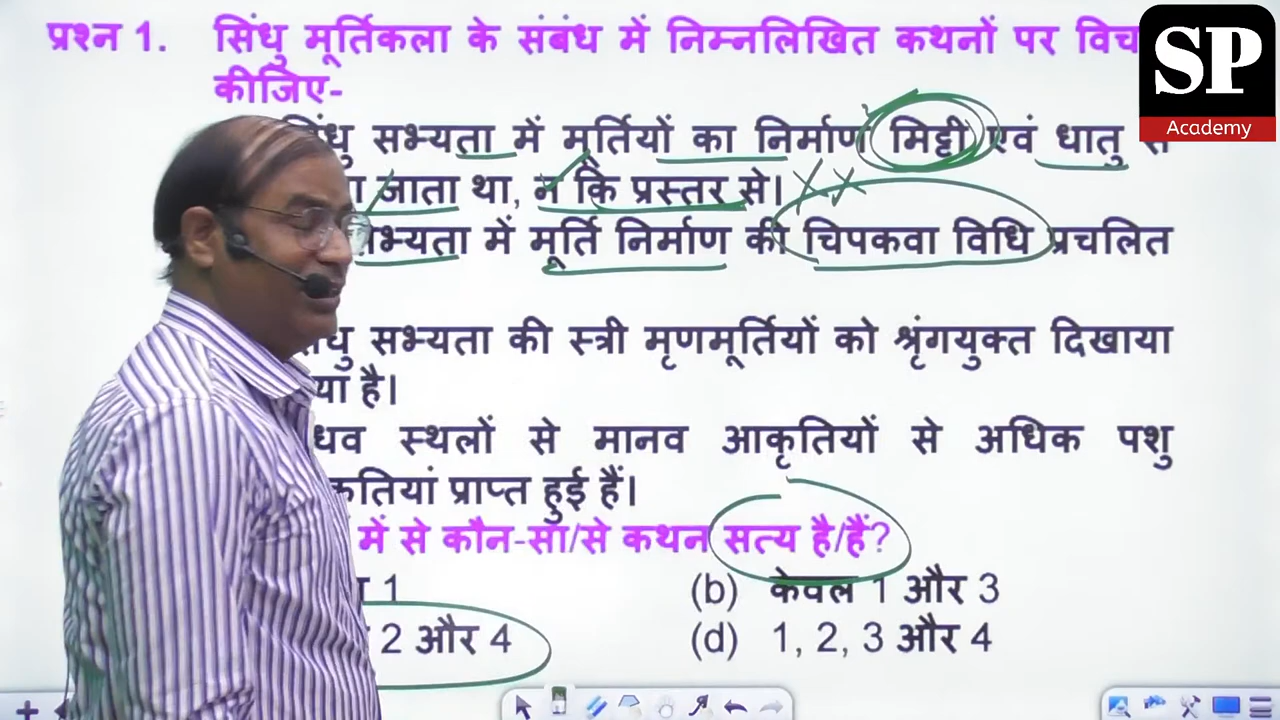 प्रश्न 1. सिंधु मूर्तिकला के संबंध में निम्नलिखित कथनों पर
कीजिए-
सभ्यता में मूर्तियों का निर्माण मिट्टी एवं धातु से
जाता था, न कि प्रस्तर से।
सभ्यता में मूर्ति निर्माण की चिपकवा विधि प्रचलित
सभ्यता की स्त्री मृणमूर्तियों को श्रृंगयुक्त दिखाया
है।
स्थलों से मानव आकृतियों से अधिक पशु
प्राप्त हुई हैं।
में से कौन-सा/से कथन सत्य है/हैं?
1
(b) केवल 1 और 3
2 और 4
(d) 1, 2, 3 और 4
SP
Academy